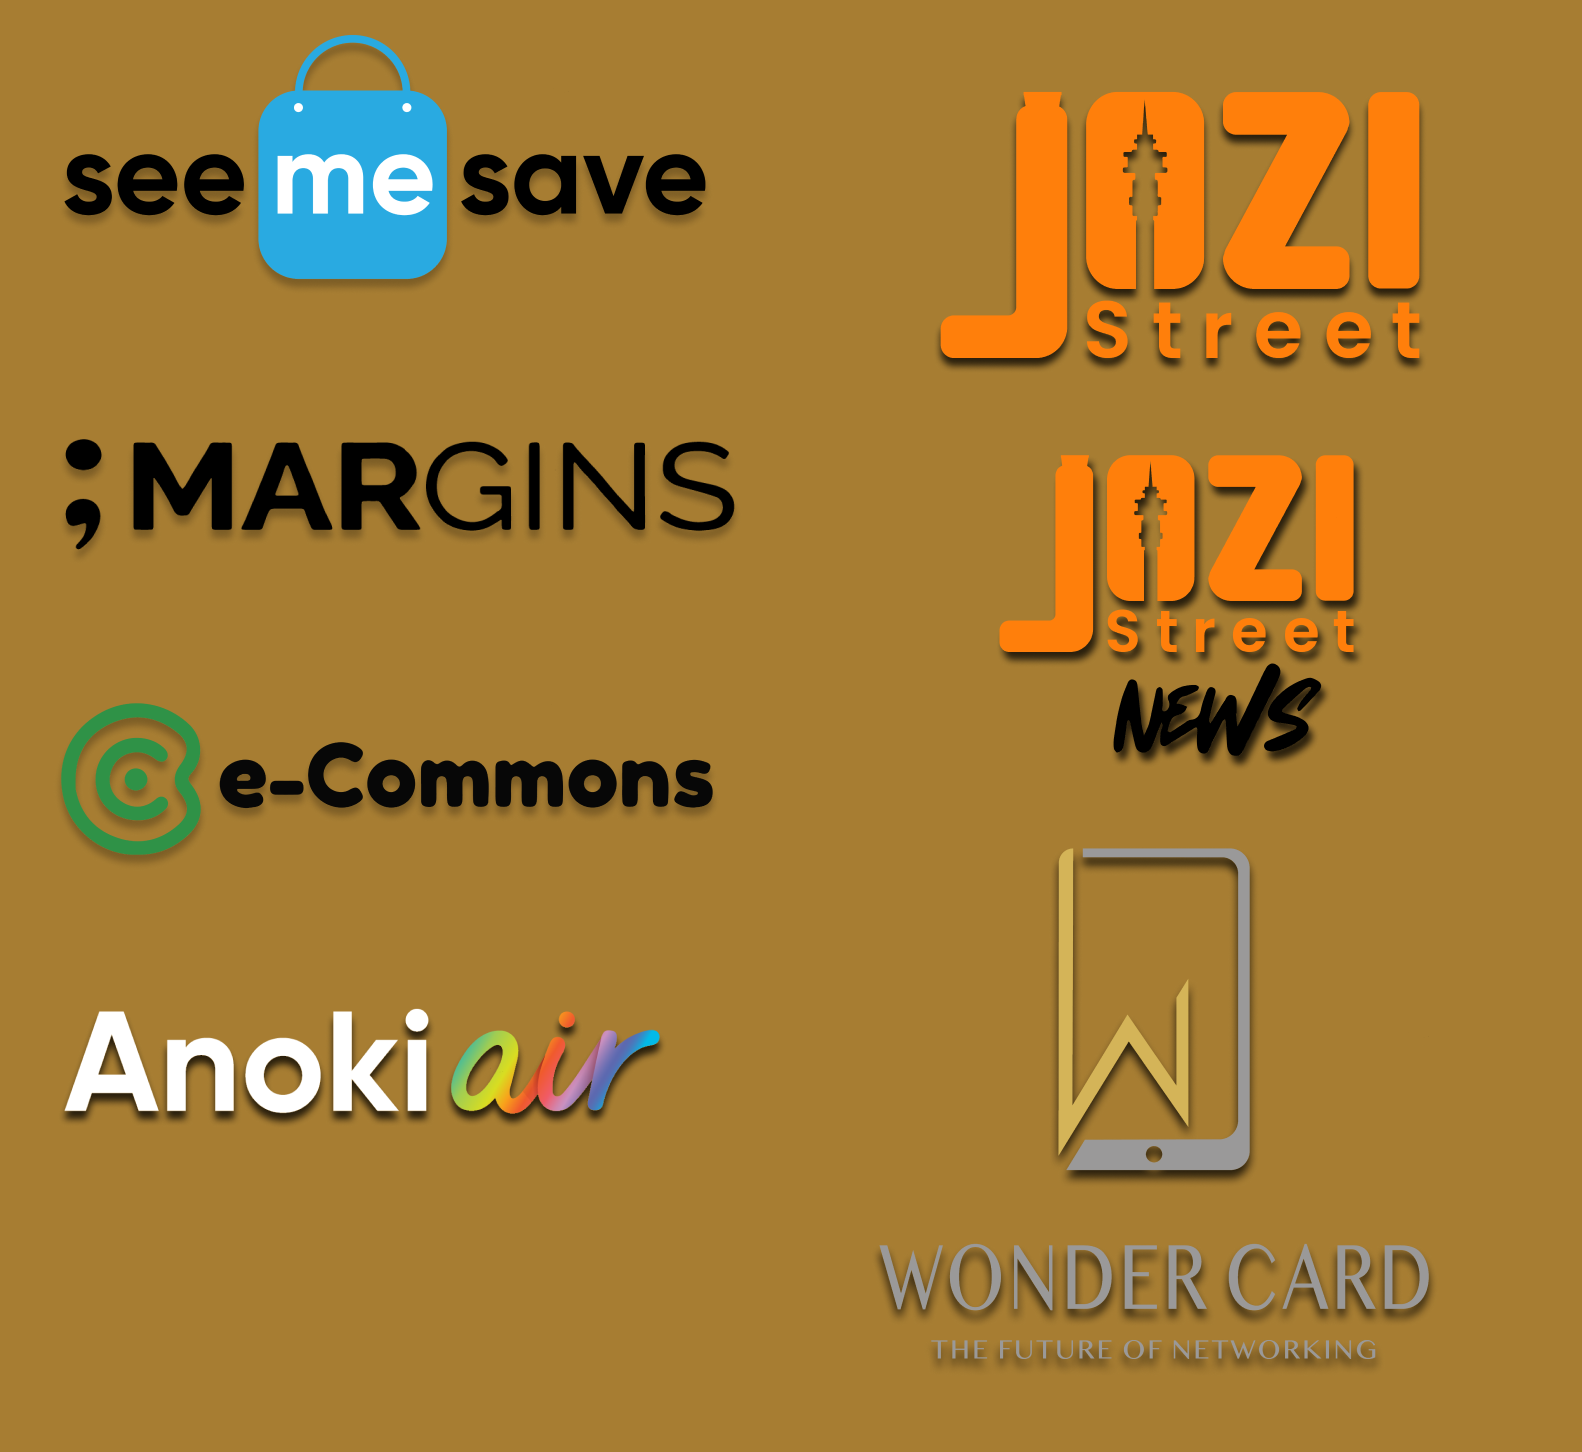 see me save
;MARGINS
e-Commons
Anoki air
JOZI
Street
JOZI
Street
NEWS
WONDER CARD
THE FUTURE OF NETWORKING